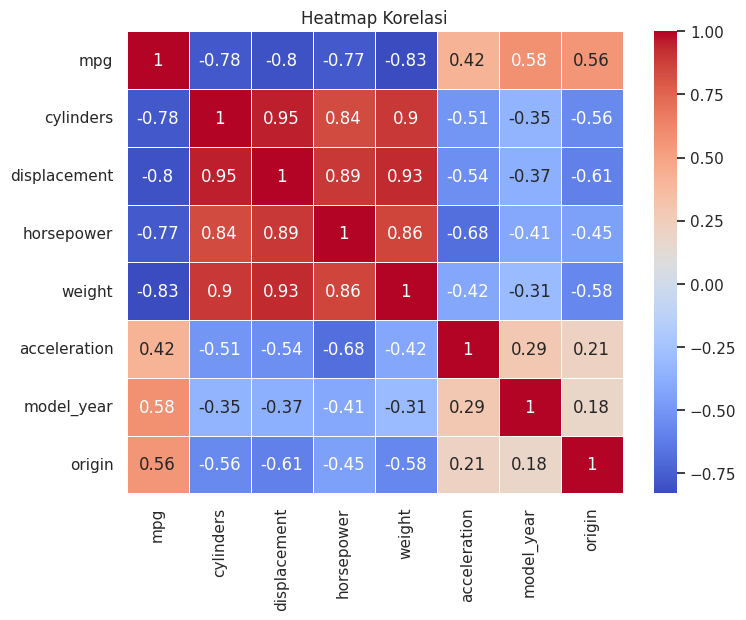 Heatmap Korelasi
mpg 1 -0.78 -0.8 -0.77 -0.83 0.42 0.58 0.56
cylinders -0.78 1 0.95 0.84 0.9 -0.51 -0.35 -0.56
displacement -0.8 0.95 1 0.89 0.93 -0.54 -0.37 -0.61
horsepower -0.77 0.84 0.89 1 0.86 -0.68 -0.41 -0.45
weight -0.83 0.9 0.93 0.86 1 -0.42 -0.31 -0.58
acceleration 0.42 -0.51 -0.54 -0.68 -0.42 1 0.29 0.21
model_year 0.58 -0.35 -0.37 -0.41 -0.31 0.29 1 0.18
origin 0.56 -0.56 -0.61 -0.45 -0.58 0.21 0.18 1
mpg cylinders displacement horsepower weight acceleration model_year origin
1.00
0.75
0.50
0.25
0.00
−0.25
−0.50
−0.75